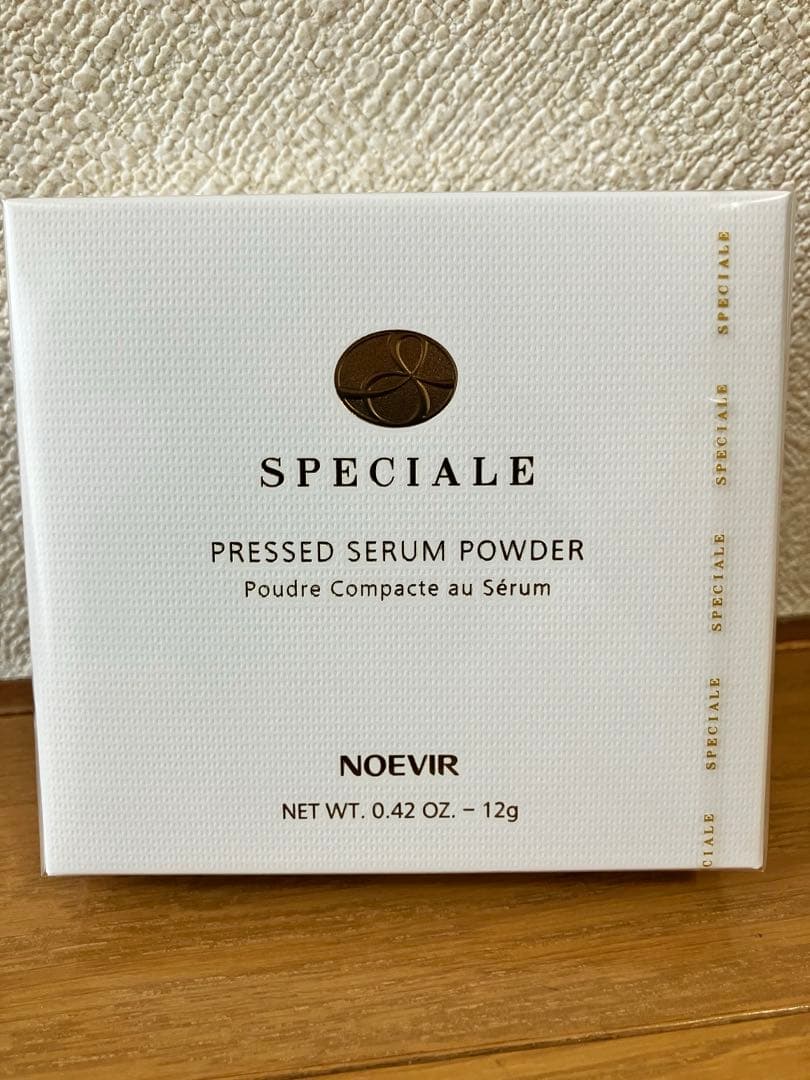 SPECIALE
PRESSED SERUM POWDER
Poudre Compacte au Sérum
NOEVIR
NET WT. 0.42 OZ. – 12g
SPECIALE
SPECIALE
SPECIALE
SPECIALE
CIALE